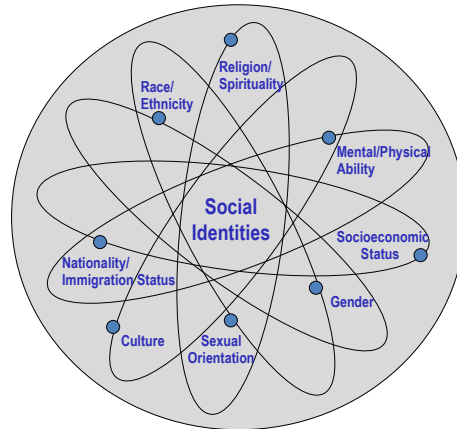 Religion/
Spirituality
Race/
Ethnicity
Mental/Physical
Ability
Social
Identities
Socioeconomic
Status
Nationality/
Immigration Status
Gender
Culture
Sexual
Orientation